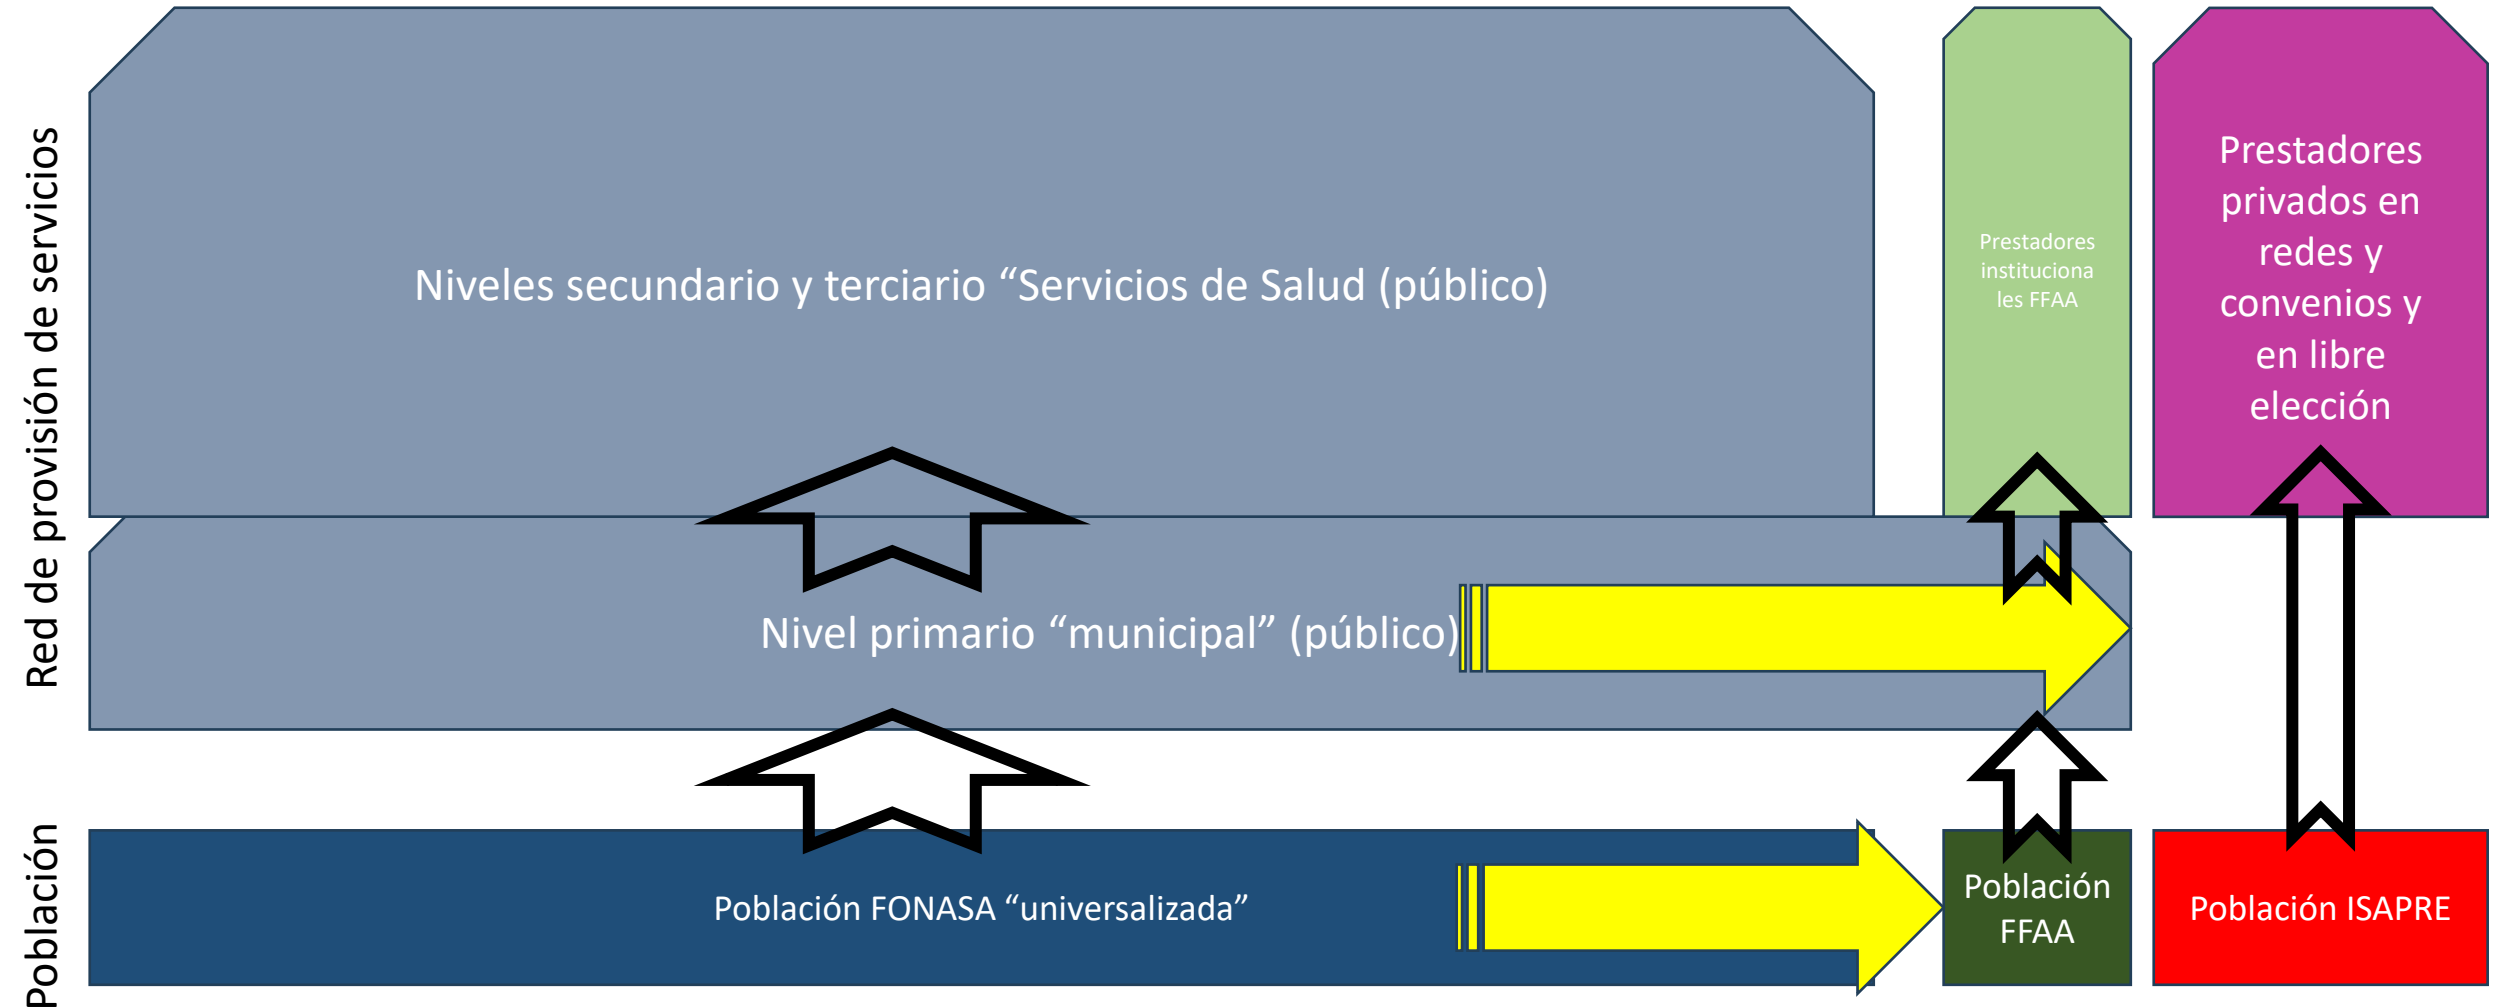 Red de provisión de servicios
Niveles secundario y terciario “Servicios de Salud (público)
Prestadores
instituciona
les FFAA
Prestadores
privados en
redes y
convenios y
en libre
elección
Nivel primario “municipal” (público)
Población
Población FONASA “universalizada”
Población
FFAA
Población ISAPRE